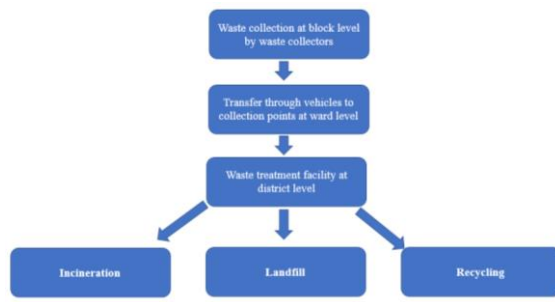 Waste collection at block level
by waste collectors
Transfer through vehicles to
collection points at ward level
Waste treatment facility at
district level
Incineration
Landfill
Recycling